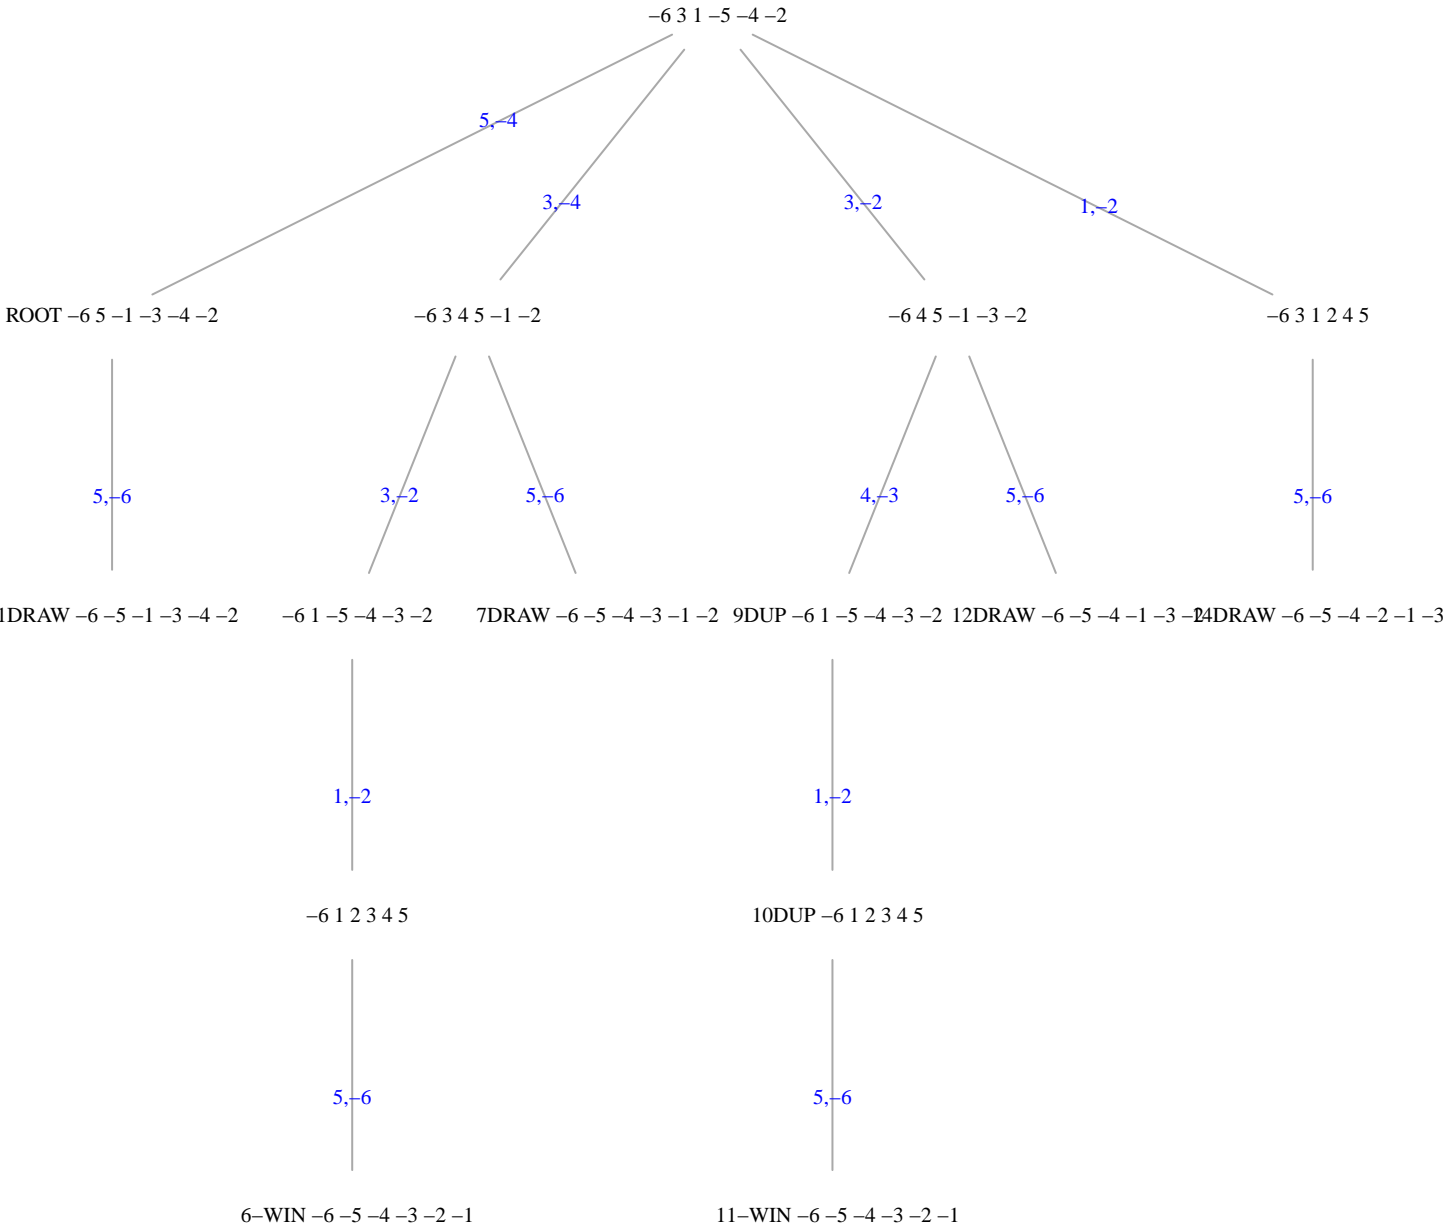 −6 3 1 −5 −4 −2
5,−4
3,−4
3,−2
1,−2
ROOT −6 5 −1 −3 −4 −2
−6 3 4 5 −1 −2
−6 4 5 −1 −3 −2
−6 3 1 2 4 5
5,−6
3,−2
5,−6
4,−3
5,−6
5,−6
1DRAW −6 −5 −1 −3 −4 −2
−6 1 −5 −4 −3 −2
7DRAW −6 −5 −4 −3 −1 −2
9DUP −6 1 −5 −4 −3 −2
12DRAW −6 −5 −4 −1 −3 −2
14DRAW −6 −5 −4 −2 −1 −3
1,−2
1,−2
−6 1 2 3 4 5
10DUP −6 1 2 3 4 5
5,−6
5,−6
6−WIN −6 −5 −4 −3 −2 −1
11−WIN −6 −5 −4 −3 −2 −1